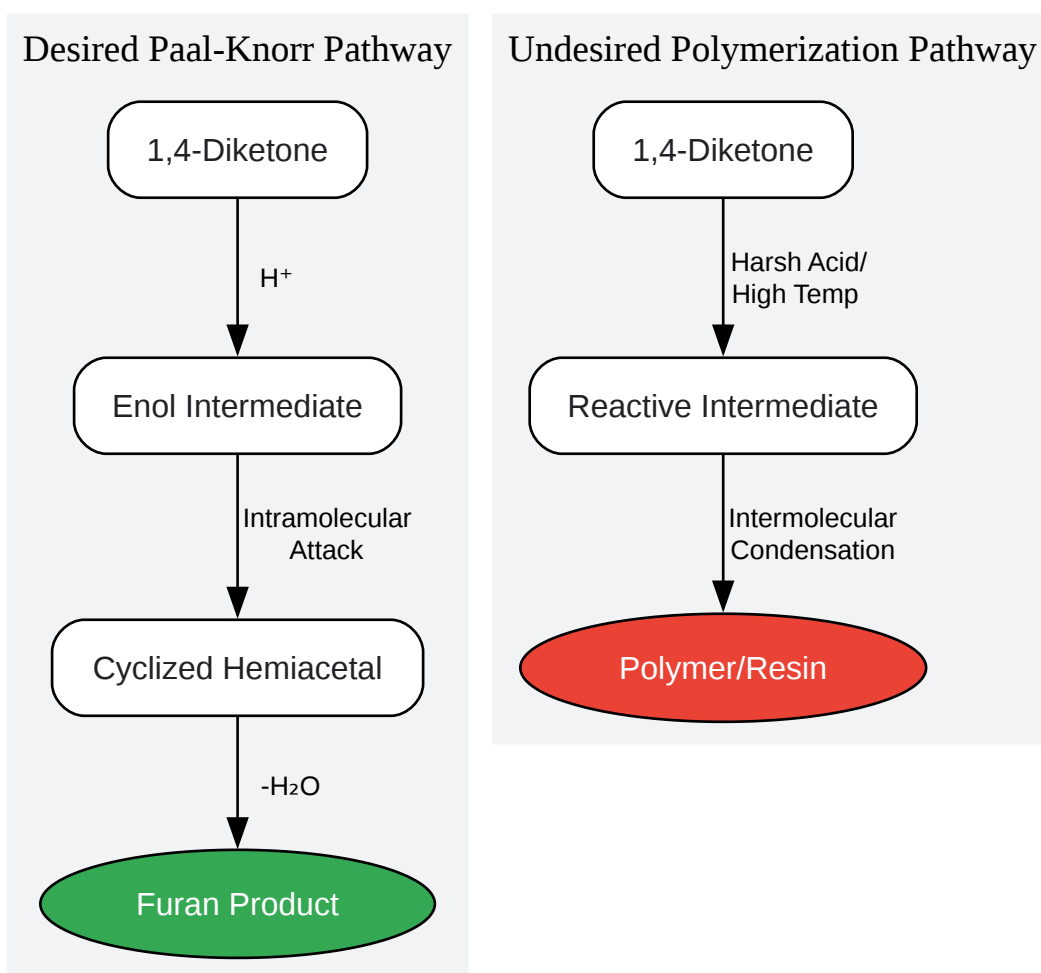 Desired Paal-Knorr Pathway
1,4-Diketone
H⁺
Enol Intermediate
Intramolecular
Attack
Cyclized Hemiacetal
-H₂O
Furan Product
Undesired Polymerization Pathway
1,4-Diketone
Harsh Acid/
High Temp
Reactive Intermediate
Intermolecular
Condensation
Polymer/Resin